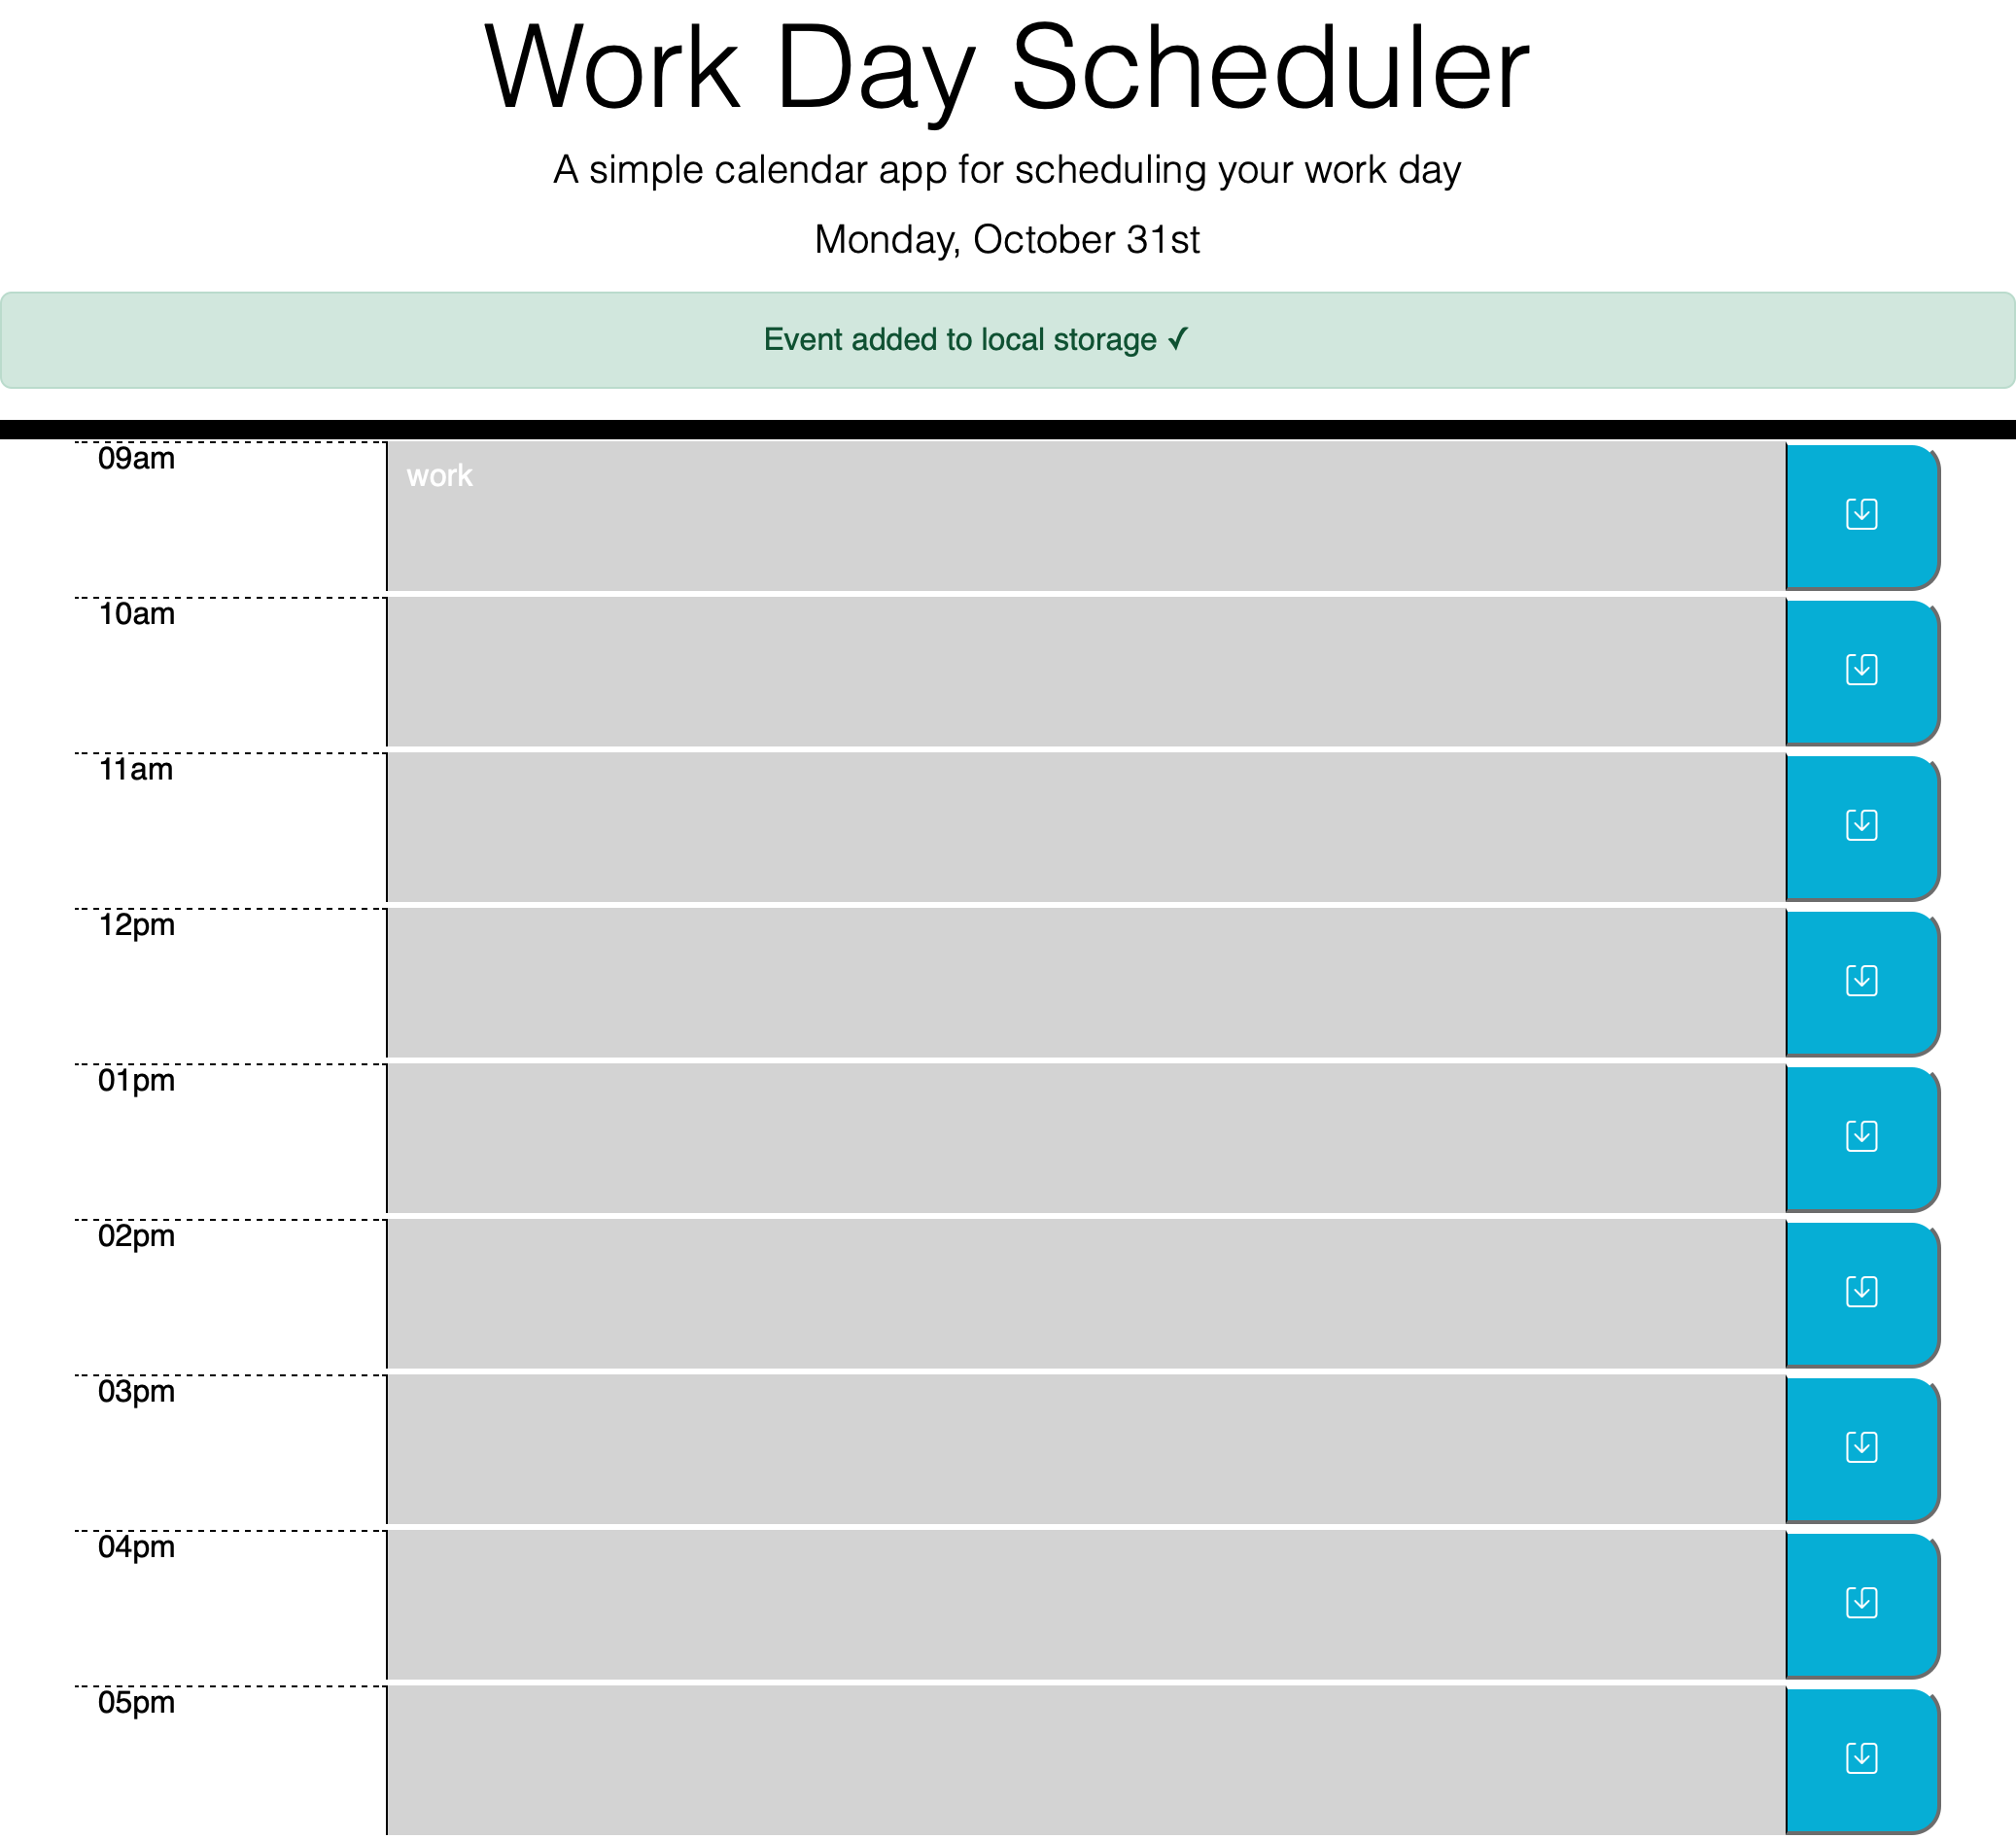 Work Day Scheduler
A simple calendar app for scheduling your work day
Monday, October 31st
Event added to local storage ✓
09am
work
10am
11am
12pm
01pm
02pm
03pm
04pm
05pm